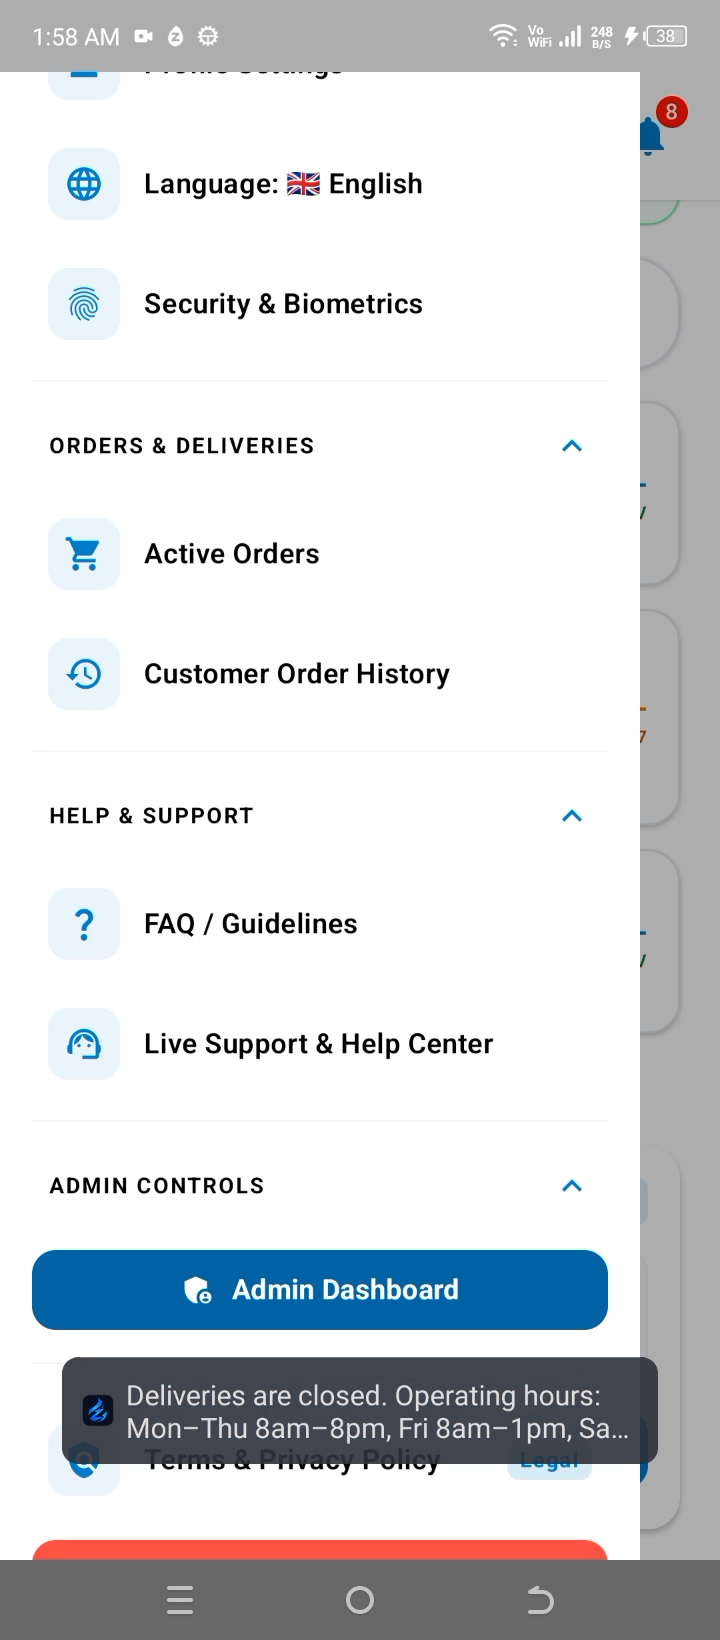 1:58 AM
Vo WiFi
248 B/S
38
Profile Settings
8
Language: 🇬🇧 English
Security & Biometrics
ORDERS & DELIVERIES
Active Orders
Customer Order History
HELP & SUPPORT
FAQ / Guidelines
Live Support & Help Center
ADMIN CONTROLS
Admin Dashboard
Deliveries are closed. Operating hours:
Mon–Thu 8am–8pm, Fri 8am–1pm, Sa...
Terms & Privacy Policy
Legal